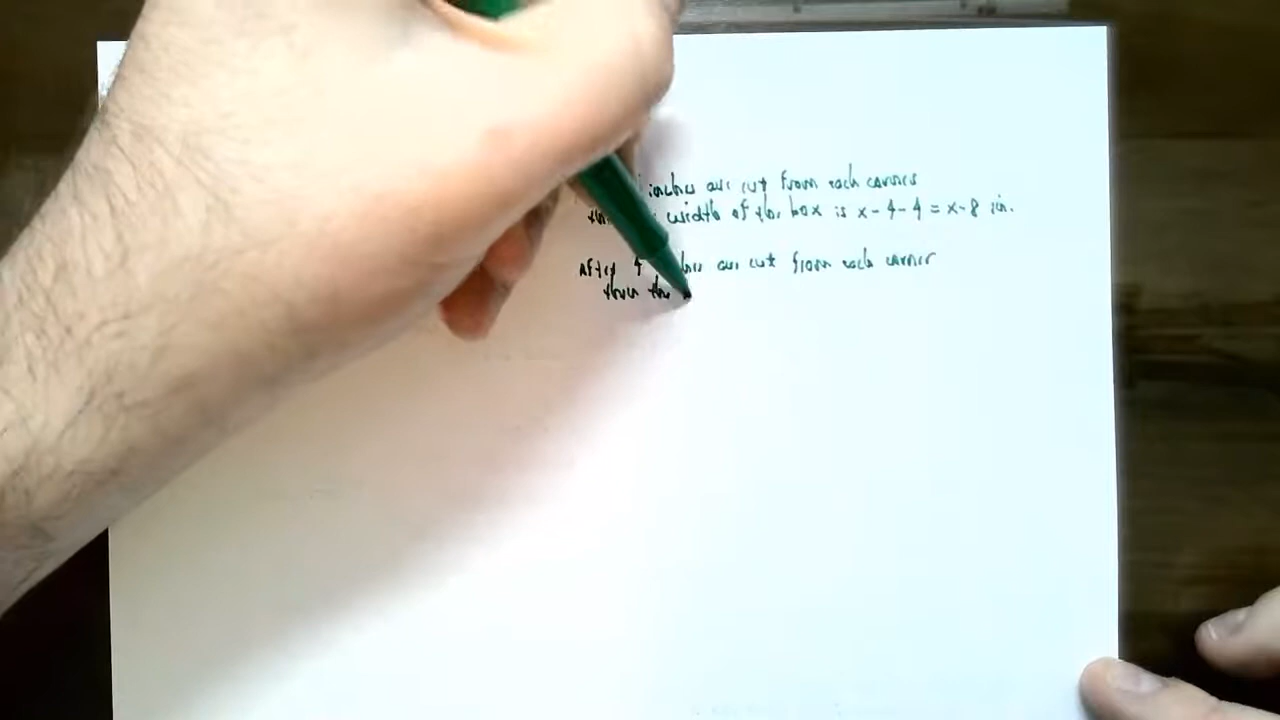 inches are cut from each corner
width of the box is x-4-4 = x-8 in.
after 4 are cut from each corner
then the